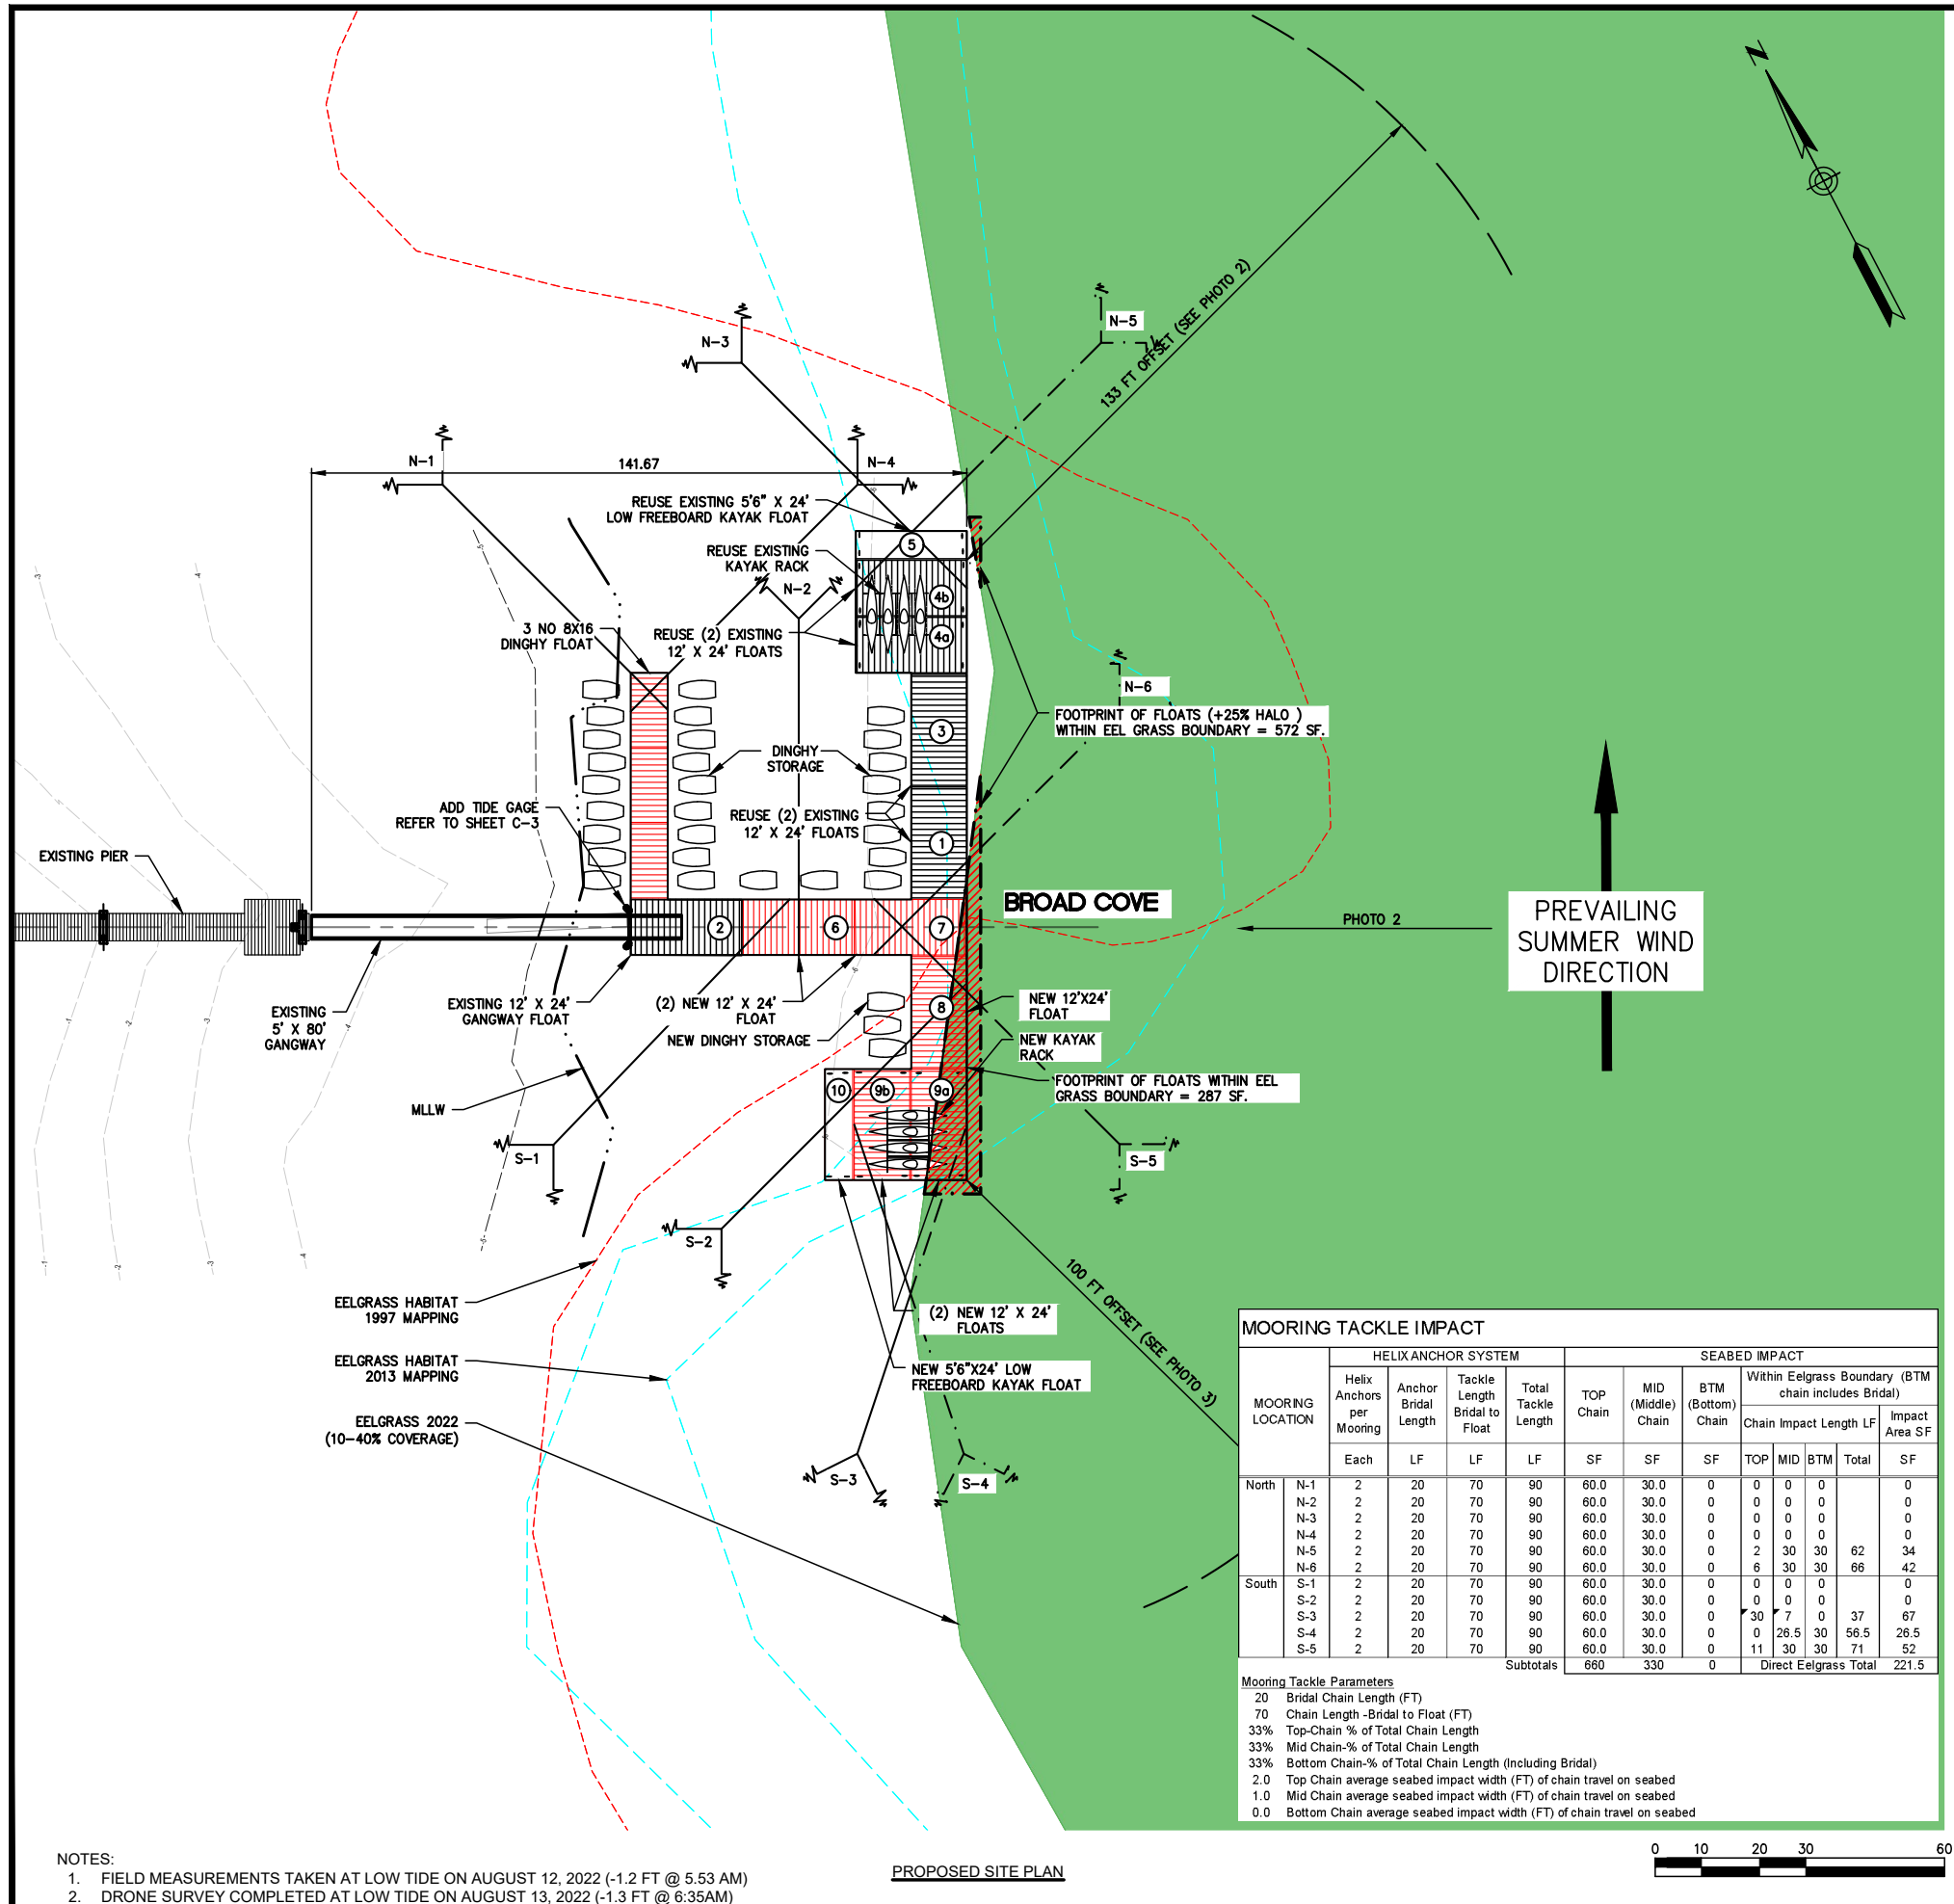 N
133 FT OFFSET (SEE PHOTO 2)
N-5
N-3
N-1
141.67
N-4
REUSE EXISTING 5'6" X 24'
LOW FREEBOARD KAYAK FLOAT
5
REUSE EXISTING
KAYAK RACK
N-2
4b
3 NO 8X16
DINGHY FLOAT
REUSE (2) EXISTING
12' X 24' FLOATS
4a
N-6
FOOTPRINT OF FLOATS (+25% HALO )
WITHIN EEL GRASS BOUNDARY = 572 SF.
3
DINGHY
STORAGE
ADD TIDE GAGE
REFER TO SHEET C-3
REUSE (2) EXISTING
12' X 24' FLOATS
1
EXISTING PIER
BROAD COVE
PREVAILING
SUMMER WIND
DIRECTION
PHOTO 2
2
6
7
EXISTING
5' X 80'
GANGWAY
EXISTING 12' X 24'
GANGWAY FLOAT
(2) NEW 12' X 24'
FLOAT
8
NEW 12'X24'
FLOAT
NEW DINGHY STORAGE
NEW KAYAK
RACK
10
9b
9a
FOOTPRINT OF FLOATS WITHIN EEL
GRASS BOUNDARY = 287 SF.
MLLW
S-1
S-5
S-2
100 FT OFFSET (SEE PHOTO 3)
EELGRASS HABITAT
1997 MAPPING
(2) NEW 12' X 24'
FLOATS
EELGRASS HABITAT
2013 MAPPING
NEW 5'6"X24' LOW
FREEBOARD KAYAK FLOAT
EELGRASS 2022
(10-40% COVERAGE)
S-3
S-4
MOORING TACKLE IMPACT
HELIX ANCHOR SYSTEM SEABED IMPACT
MOORING LOCATION Helix Anchors per Mooring Anchor Bridal Length Tackle Length Bridal to Float Total Tackle Length TOP Chain MID (Middle) Chain BTM (Bottom) Chain Within Eelgrass Boundary (BTM chain includes Bridal)
Chain Impact Length LF Impact Area SF
Each LF LF LF SF SF SF TOP MID BTM Total SF
North N-1 2 20 70 90 60.0 30.0 0 0 0 0 0
N-2 2 20 70 90 60.0 30.0 0 0 0 0 0
N-3 2 20 70 90 60.0 30.0 0 0 0 0 0
N-4 2 20 70 90 60.0 30.0 0 0 0 0 0
N-5 2 20 70 90 60.0 30.0 0 2 30 30 62 34
N-6 2 20 70 90 60.0 30.0 0 6 30 30 66 42
South S-1 2 20 70 90 60.0 30.0 0 0 0 0 0
S-2 2 20 70 90 60.0 30.0 0 0 0 0 0
S-3 2 20 70 90 60.0 30.0 0 30 7 0 37 67
S-4 2 20 70 90 60.0 30.0 0 0 26.5 30 56.5 26.5
S-5 2 20 70 90 60.0 30.0 0 11 30 30 71 52
Subtotals 660 330 0 Direct Eelgrass Total 221.5
Mooring Tackle Parameters
20 Bridal Chain Length (FT)
70 Chain Length -Bridal to Float (FT)
33% Top-Chain % of Total Chain Length
33% Mid Chain-% of Total Chain Length
33% Bottom Chain-% of Total Chain Length (Including Bridal)
2.0 Top Chain average seabed impact width (FT) of chain travel on seabed
1.0 Mid Chain average seabed impact width (FT) of chain travel on seabed
0.0 Bottom Chain average seabed impact width (FT) of chain travel on seabed
0 10 20 30 60
PROPOSED SITE PLAN
NOTES:
1. FIELD MEASUREMENTS TAKEN AT LOW TIDE ON AUGUST 12, 2022 (-1.2 FT @ 5.53 AM)
2. DRONE SURVEY COMPLETED AT LOW TIDE ON AUGUST 13, 2022 (-1.3 FT @ 6:35AM)